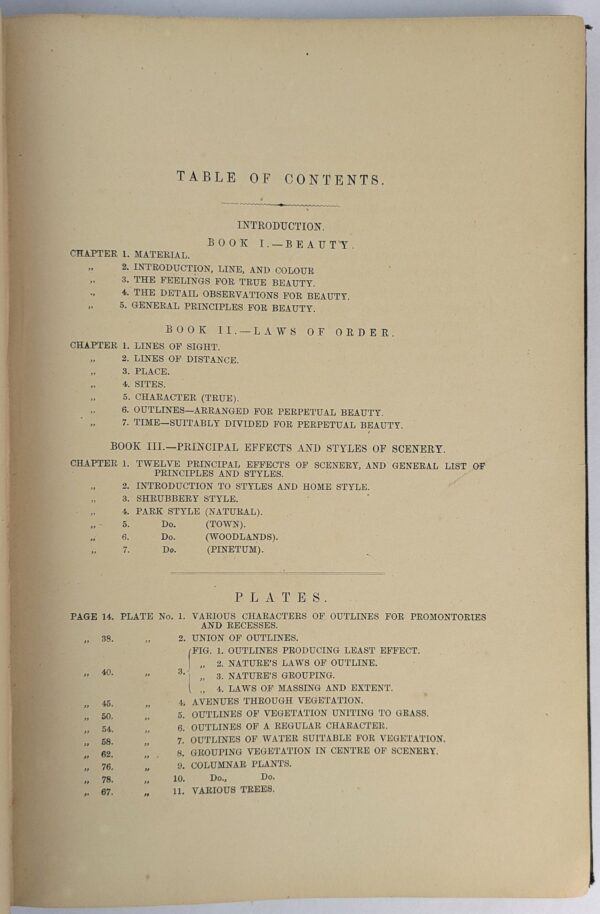 TABLE OF CONTENTS.
INTRODUCTION.
BOOK I.—BEAUTY.
CHAPTER 1. MATERIAL.
„ 2. INTRODUCTION, LINE, AND COLOUR
„ 3. THE FEELINGS FOR TRUE BEAUTY.
„ 4. THE DETAIL OBSERVATIONS FOR BEAUTY.
„ 5. GENERAL PRINCIPLES FOR BEAUTY.
BOOK II.—LAWS OF ORDER.
CHAPTER 1. LINES OF SIGHT.
„ 2. LINES OF DISTANCE.
„ 3. PLACE.
„ 4. SITES.
„ 5. CHARACTER (TRUE).
„ 6. OUTLINES—ARRANGED FOR PERPETUAL BEAUTY.
„ 7. TIME—SUITABLY DIVIDED FOR PERPETUAL BEAUTY.
BOOK III.—PRINCIPAL EFFECTS AND STYLES OF SCENERY.
CHAPTER 1. TWELVE PRINCIPAL EFFECTS OF SCENERY, AND GENERAL LIST OF
PRINCIPLES AND STYLES.
„ 2. INTRODUCTION TO STYLES AND HOME STYLE.
„ 3. SHRUBBERY STYLE.
„ 4. PARK STYLE (NATURAL).
„ 5. Do. (TOWN).
„ 6. Do. (WOODLANDS).
„ 7. Do. (PINETUM).
PLATES.
PAGE 14. PLATE No. 1. VARIOUS CHARACTERS OF OUTLINES FOR PROMONTORIES
AND RECESSES.
„ 38. „ 2. UNION OF OUTLINES.
FIG. 1. OUTLINES PRODUCING LEAST EFFECT.
„ 2. NATURE'S LAWS OF OUTLINE.
„ 40. „ 3. „ 3. NATURE'S GROUPING.
„ 4. LAWS OF MASSING AND EXTENT.
„ 45. „ 4. AVENUES THROUGH VEGETATION.
„ 50. „ 5. OUTLINES OF VEGETATION UNITING TO GRASS.
„ 54. „ 6. OUTLINES OF A REGULAR CHARACTER.
„ 58. „ 7. OUTLINES OF WATER SUITABLE FOR VEGETATION.
„ 62. „ 8. GROUPING VEGETATION IN CENTRE OF SCENERY.
„ 76. „ 9. COLUMNAR PLANTS.
„ 78. „ 10. Do., Do.
„ 67. „ 11. VARIOUS TREES.